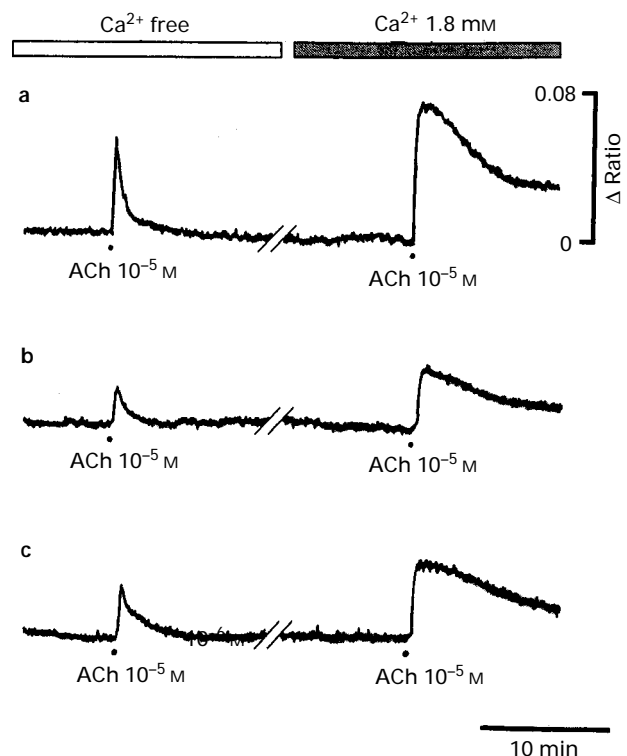 Ca²⁺ free Ca²⁺ 1.8 mM
a
0.08
Δ Ratio
0
ACh 10⁻⁵ M ACh 10⁻⁵ M
b
ACh 10⁻⁵ M ACh 10⁻⁵ M
c
ACh 10⁻⁵ M ACh 10⁻⁵ M
10 min